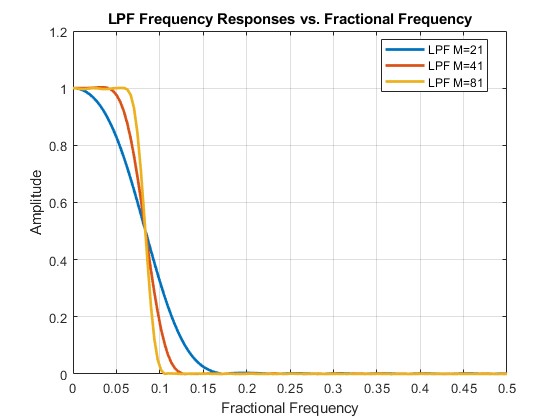 LPF Frequency Responses vs. Fractional Frequency
1.2
LPF M=21
LPF M=41
LPF M=81
1
0.8
0.6
0.4
0.2
0
Amplitude
0 0.05 0.1 0.15 0.2 0.25 0.3 0.35 0.4 0.45 0.5
Fractional Frequency